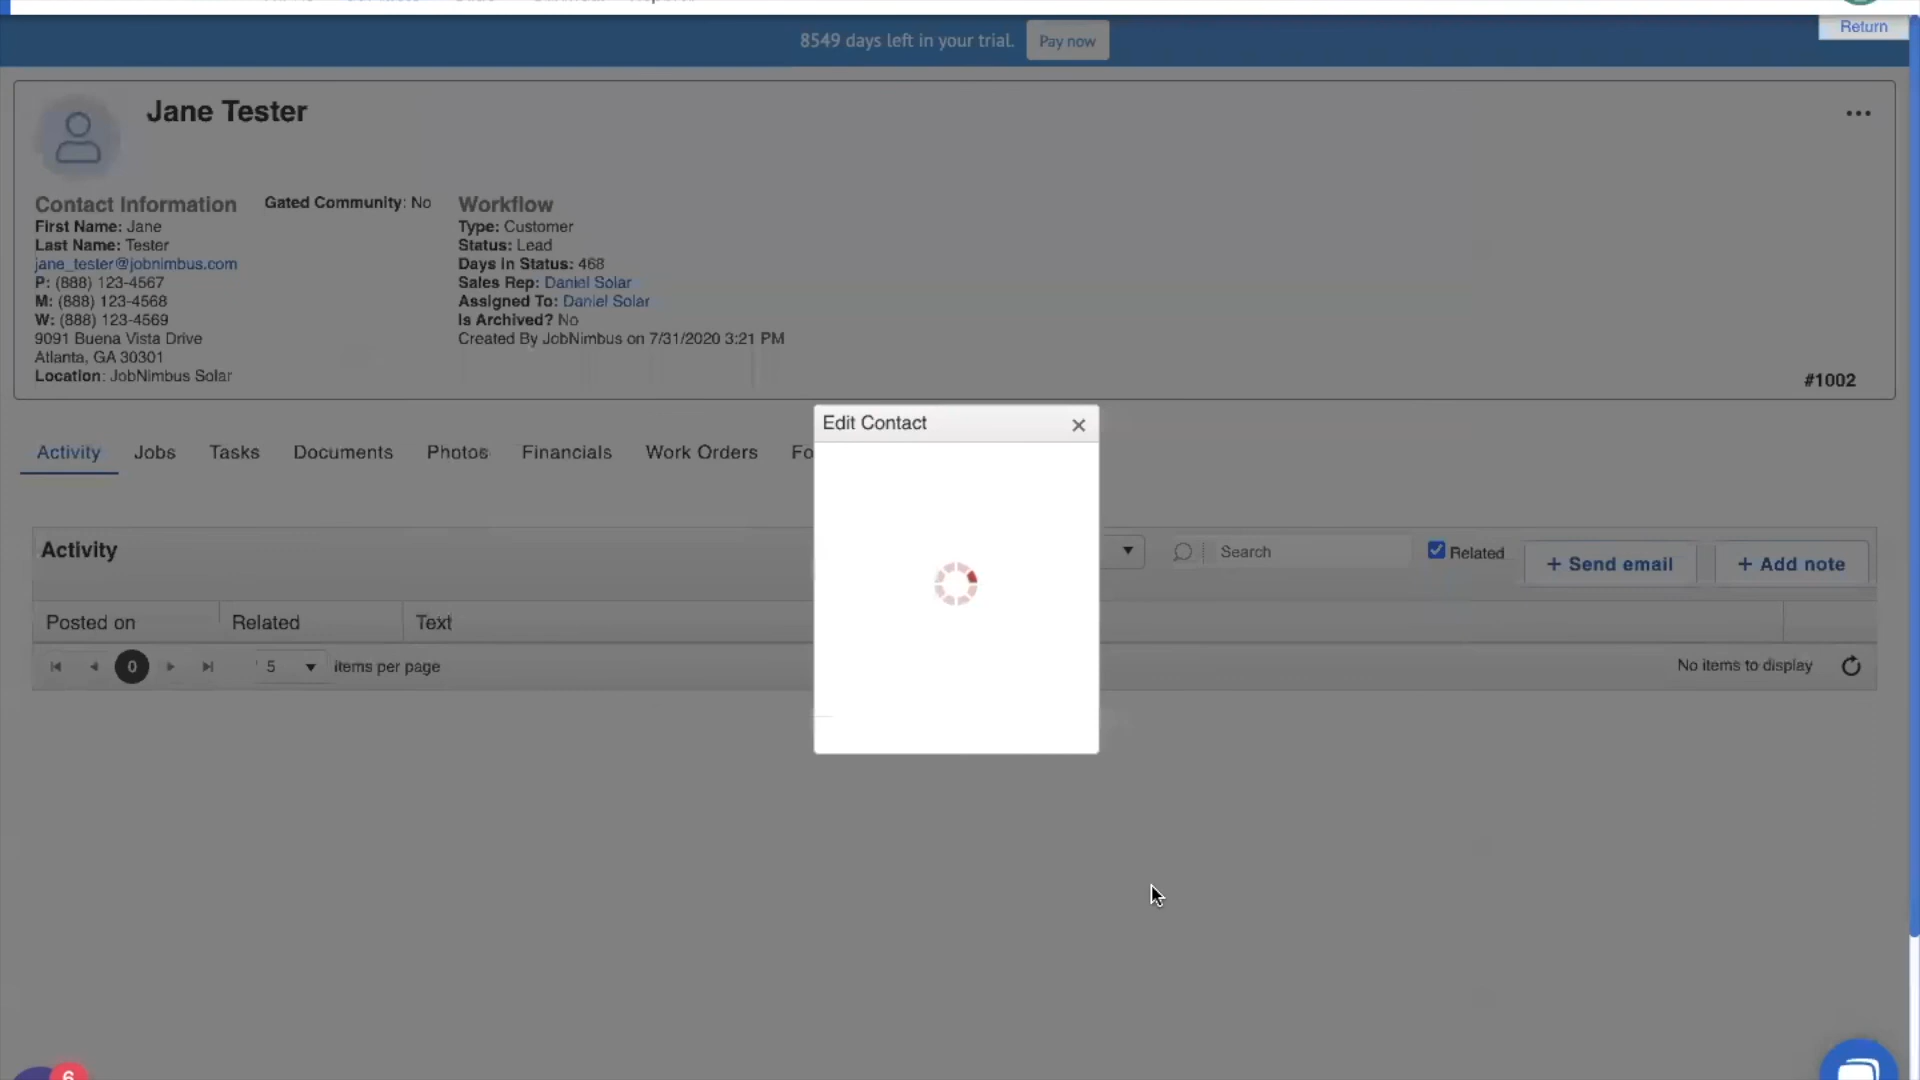 8549 days left in your trial. Pay now
Return
Jane Tester
Contact Information
First Name: Jane
Last Name: Tester
jane_tester@jobnimbus.com
P: (888) 123-4567
M: (888) 123-4568
W: (888) 123-4569
9091 Buena Vista Drive
Atlanta, GA 30301
Location: JobNimbus Solar
Gated Community: No
Workflow
Type: Customer
Status: Lead
Days In Status: 468
Sales Rep: Daniel Solar
Assigned To: Daniel Solar
Is Archived? No
Created By JobNimbus on 7/31/2020 3:21 PM
#1002
Edit Contact
Activity Jobs Tasks Documents Photos Financials Work Orders Fo
Activity
Search
Related
+ Send email
+ Add note
Posted on Related Text
0 5 items per page
No items to display
6